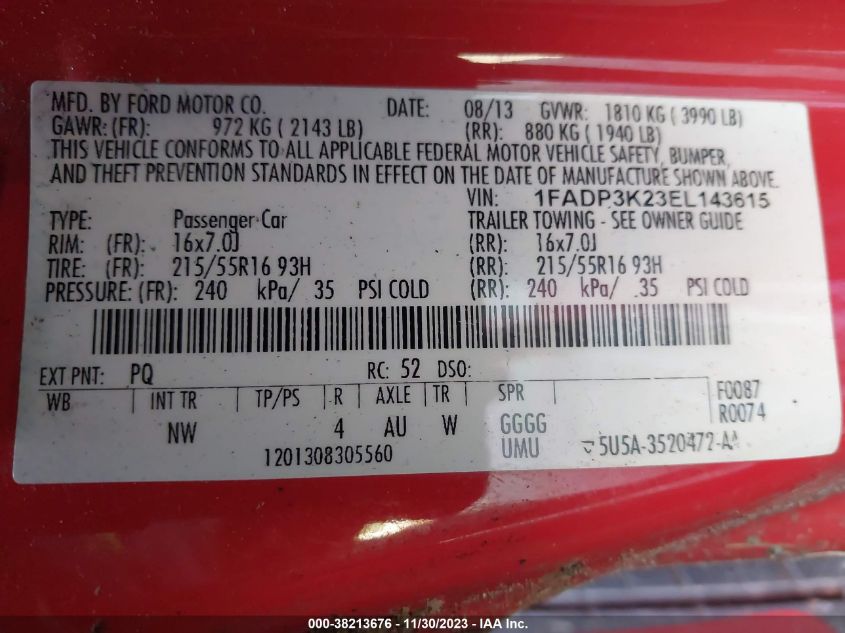 MFD. BY FORD MOTOR CO. DATE: 08/13 GVWR: 1810 KG ( 3990 LB)
GAWR: (FR): 972 KG ( 2143 LB) (RR): 880 KG ( 1940 LB)
THIS VEHICLE CONFORMS TO ALL APPLICABLE FEDERAL MOTOR VEHICLE SAFETY, BUMPER,
AND THEFT PREVENTION STANDARDS IN EFFECT ON THE DATE OF MANUFACTURE SHOWN ABOVE.
VIN: 1FADP3K23EL143615
TYPE: Passenger Car TRAILER TOWING - SEE OWNER GUIDE
RIM: (FR): 16x7.0J (RR): 16x7.0J
TIRE: (FR): 215/55R16 93H (RR): 215/55R16 93H
PRESSURE: (FR): 240 kPa/ 35 PSI COLD (RR): 240 kPa/ 35 PSI COLD
EXT PNT: PQ RC: 52 DSO:
WB INT TR TP/PS R AXLE TR SPR F0087
R0074
NW 4 AU W GGGG
1201308305560 UMU 5U5A-3520472-AA
000-38213676 - 11/30/2023 - IAA Inc.